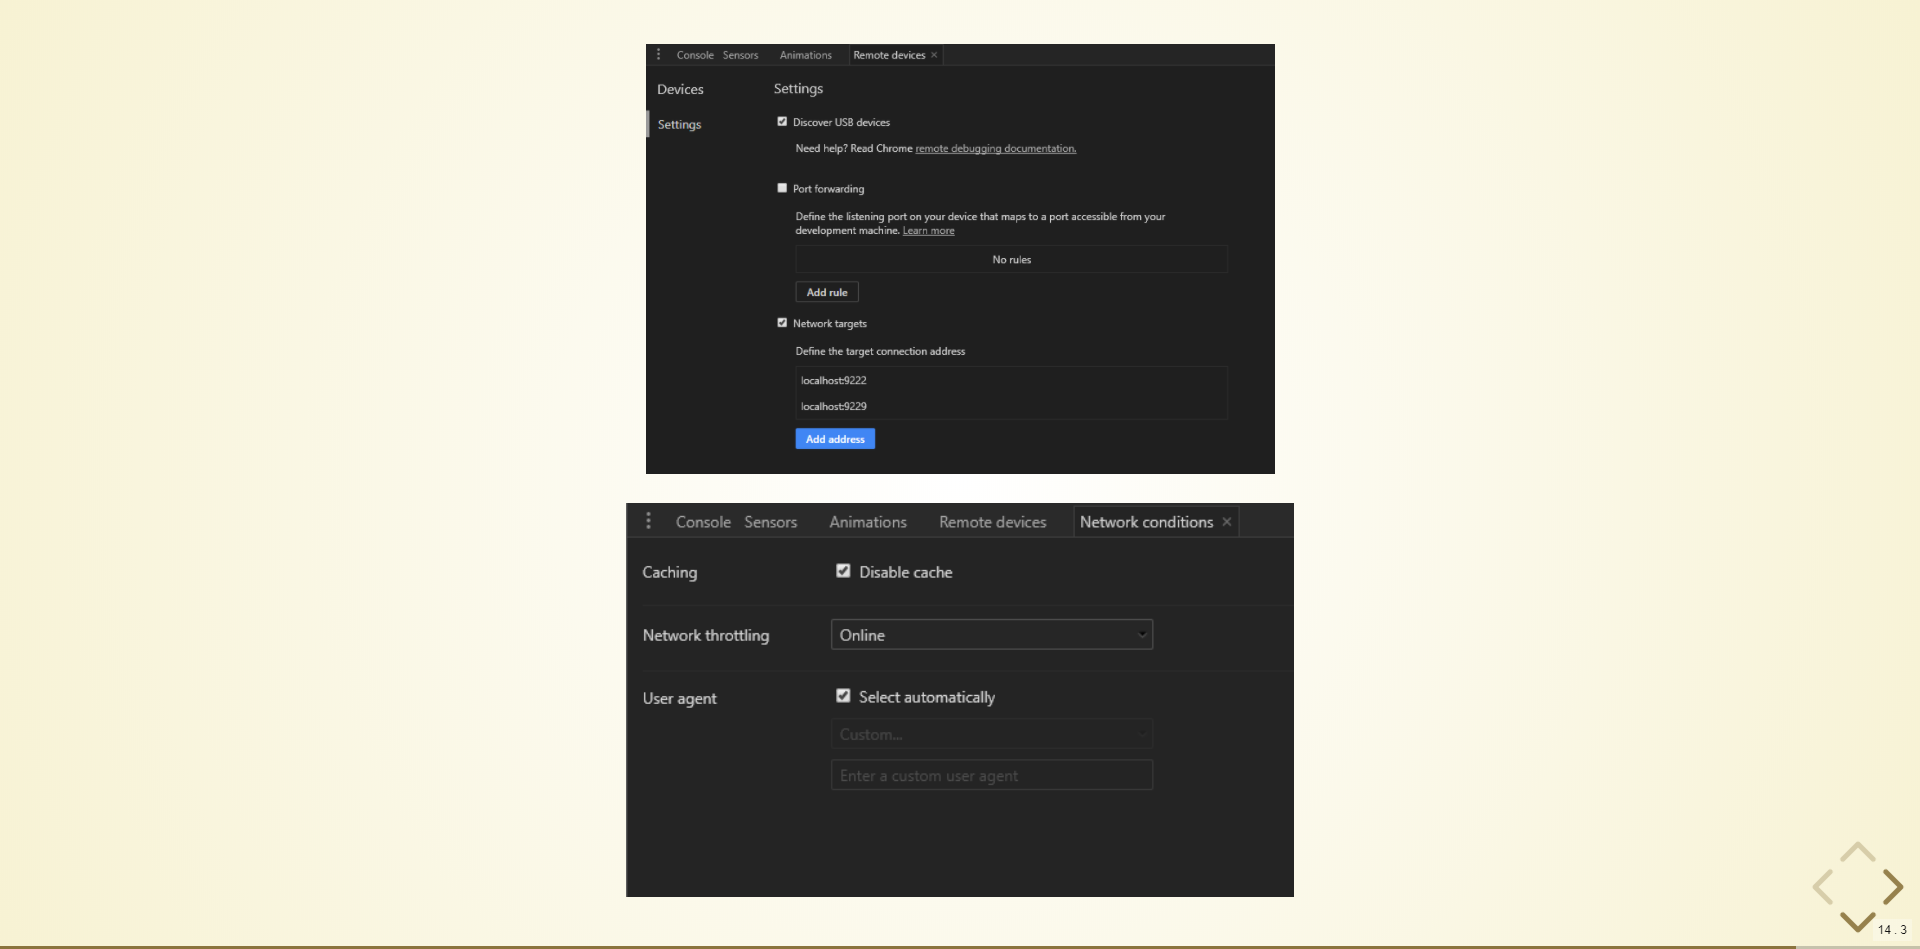 Console Sensors Animations Remote devices ×
Devices
Settings
Settings
Discover USB devices
Need help? Read Chrome remote debugging documentation.
Port forwarding
Define the listening port on your device that maps to a port accessible from your
development machine. Learn more
No rules
Add rule
Network targets
Define the target connection address
localhost:9222
localhost:9229
Add address
Console Sensors Animations Remote devices Network conditions ×
Caching Disable cache
Network throttling Online
User agent Select automatically
Custom...
Enter a custom user agent
14 . 3